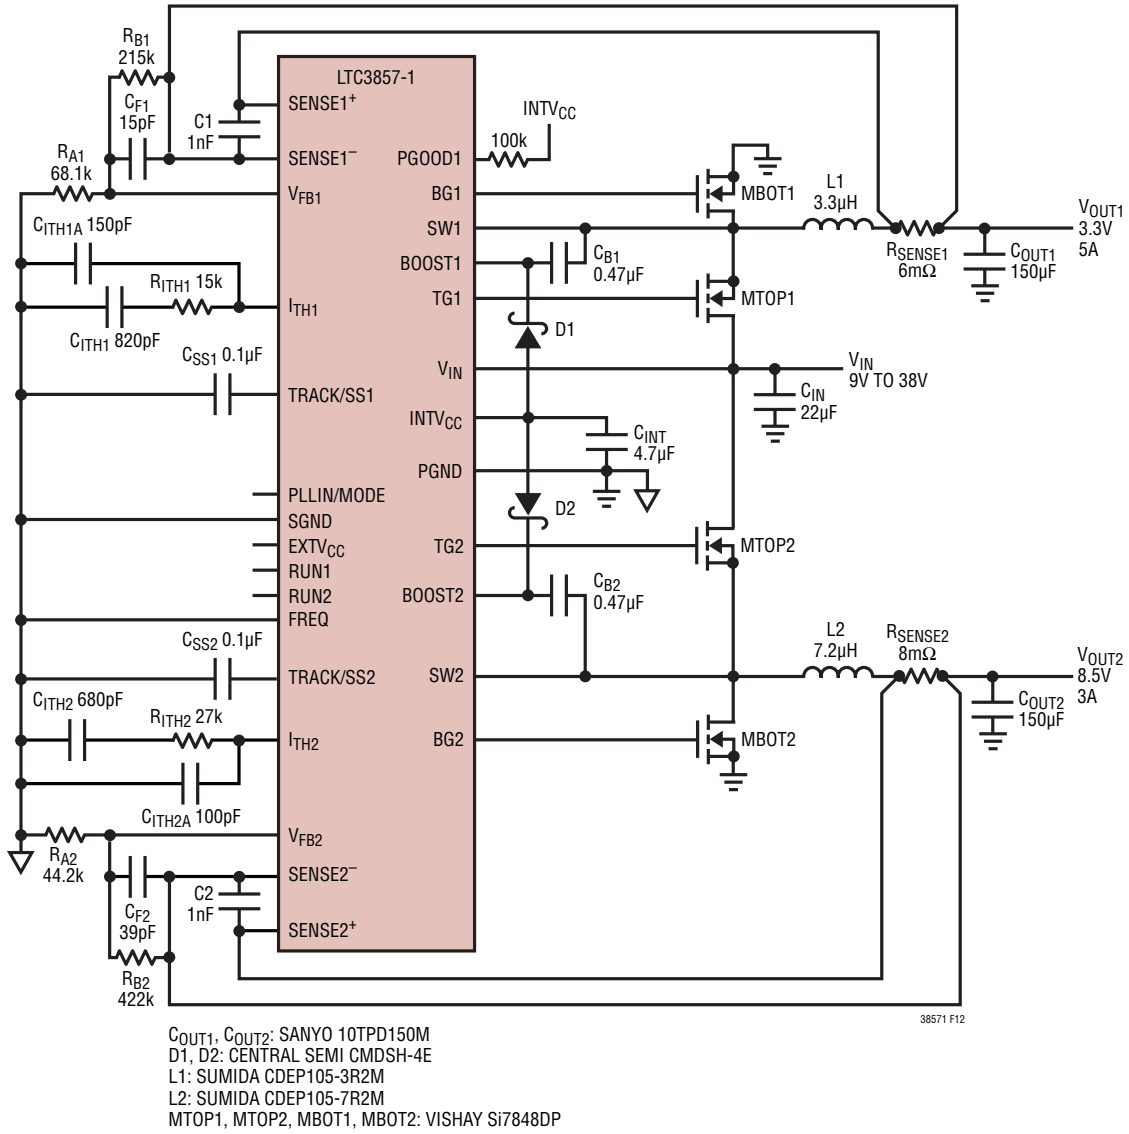 RB1
215k
CF1
15pF
C1
1nF
RA1
68.1k
CITH1A 150pF
RITH1 15k
CITH1 820pF
CSS1 0.1µF
CSS2 0.1µF
CITH2 680pF
RITH2 27k
CITH2A 100pF
RA2
44.2k
CF2
39pF
C2
1nF
RB2
422k
LTC3857-1
SENSE1+
SENSE1–
VFB1
ITH1
TRACK/SS1
PLLIN/MODE
SGND
EXTVCC
RUN1
RUN2
FREQ
TRACK/SS2
ITH2
VFB2
SENSE2–
SENSE2+
PGOOD1
BG1
SW1
BOOST1
TG1
VIN
INTVCC
PGND
TG2
BOOST2
SW2
BG2
INTVCC
100k
MBOT1
L1
3.3µH
CB1
0.47µF
MTOP1
D1
RSENSE1
6mΩ
COUT1
150µF
VOUT1
3.3V
5A
VIN
9V TO 38V
CIN
22µF
CINT
4.7µF
D2
MTOP2
CB2
0.47µF
L2
7.2µH
RSENSE2
8mΩ
VOUT2
8.5V
3A
COUT2
150µF
MBOT2
38571 F12
COUT1, COUT2: SANYO 10TPD150M
D1, D2: CENTRAL SEMI CMDSH-4E
L1: SUMIDA CDEP105-3R2M
L2: SUMIDA CDEP105-7R2M
MTOP1, MTOP2, MBOT1, MBOT2: VISHAY Si7848DP